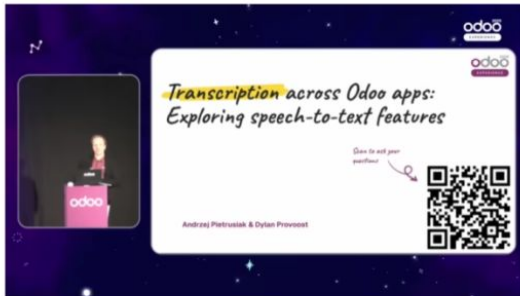 odoo
EXPERIENCE
odoo
EXPERIENCE
Transcription across Odoo apps:
Exploring speech-to-text features
Scan to ask your
questions
Andrzej Pietrusiak & Dylan Provoost
odoo